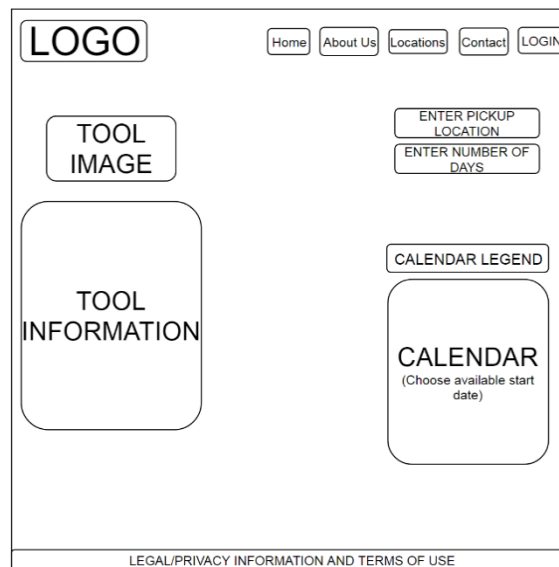 LOGO
Home
About Us
Locations
Contact
LOGIN
TOOL
IMAGE
ENTER PICKUP
LOCATION
ENTER NUMBER OF
DAYS
TOOL
INFORMATION
CALENDAR LEGEND
CALENDAR
(Choose available start
date)
LEGAL/PRIVACY INFORMATION AND TERMS OF USE